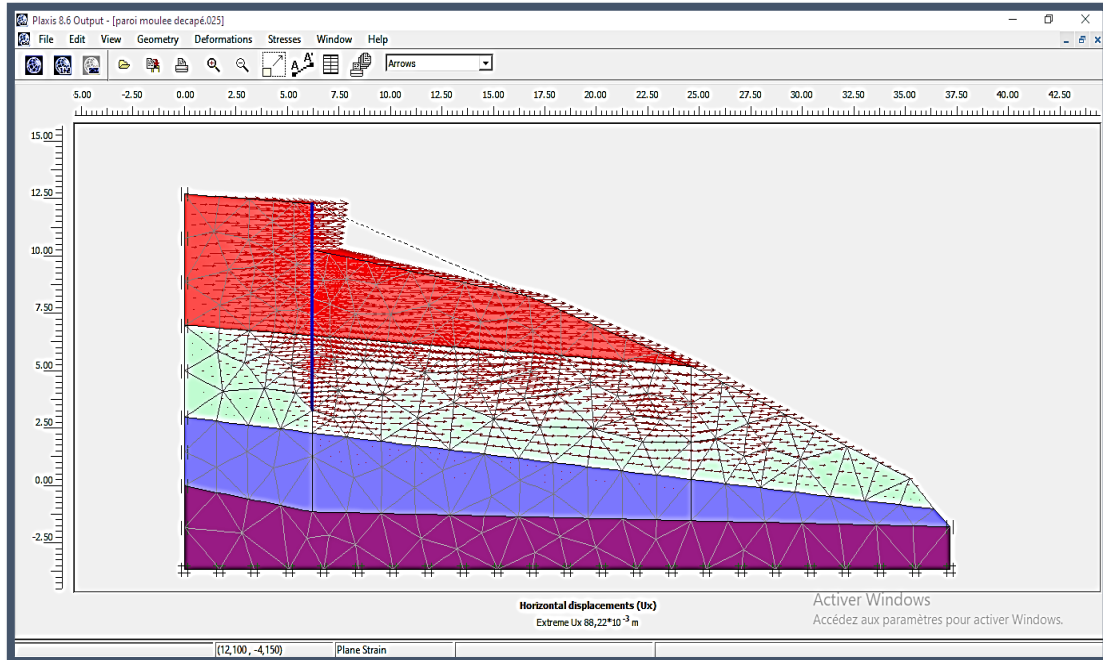 Plaxis 8.6 Output - [paroi moulee decapé.025]
File Edit View Geometry Deformations Stresses Window Help
Arrows
5.00 -2.50 0.00 2.50 5.00 7.50 10.00 12.50 15.00 17.50 20.00 22.50 25.00 27.50 30.00 32.50 35.00 37.50 40.00 42.50
15.00
12.50
10.00
7.50
5.00
2.50
0.00
-2.50
Horizontal displacements (Ux)
Extreme Ux 88,22*10⁻³ m
Activer Windows
Accédez aux paramètres pour activer Windows.
(12,100 , -4,150) Plane Strain